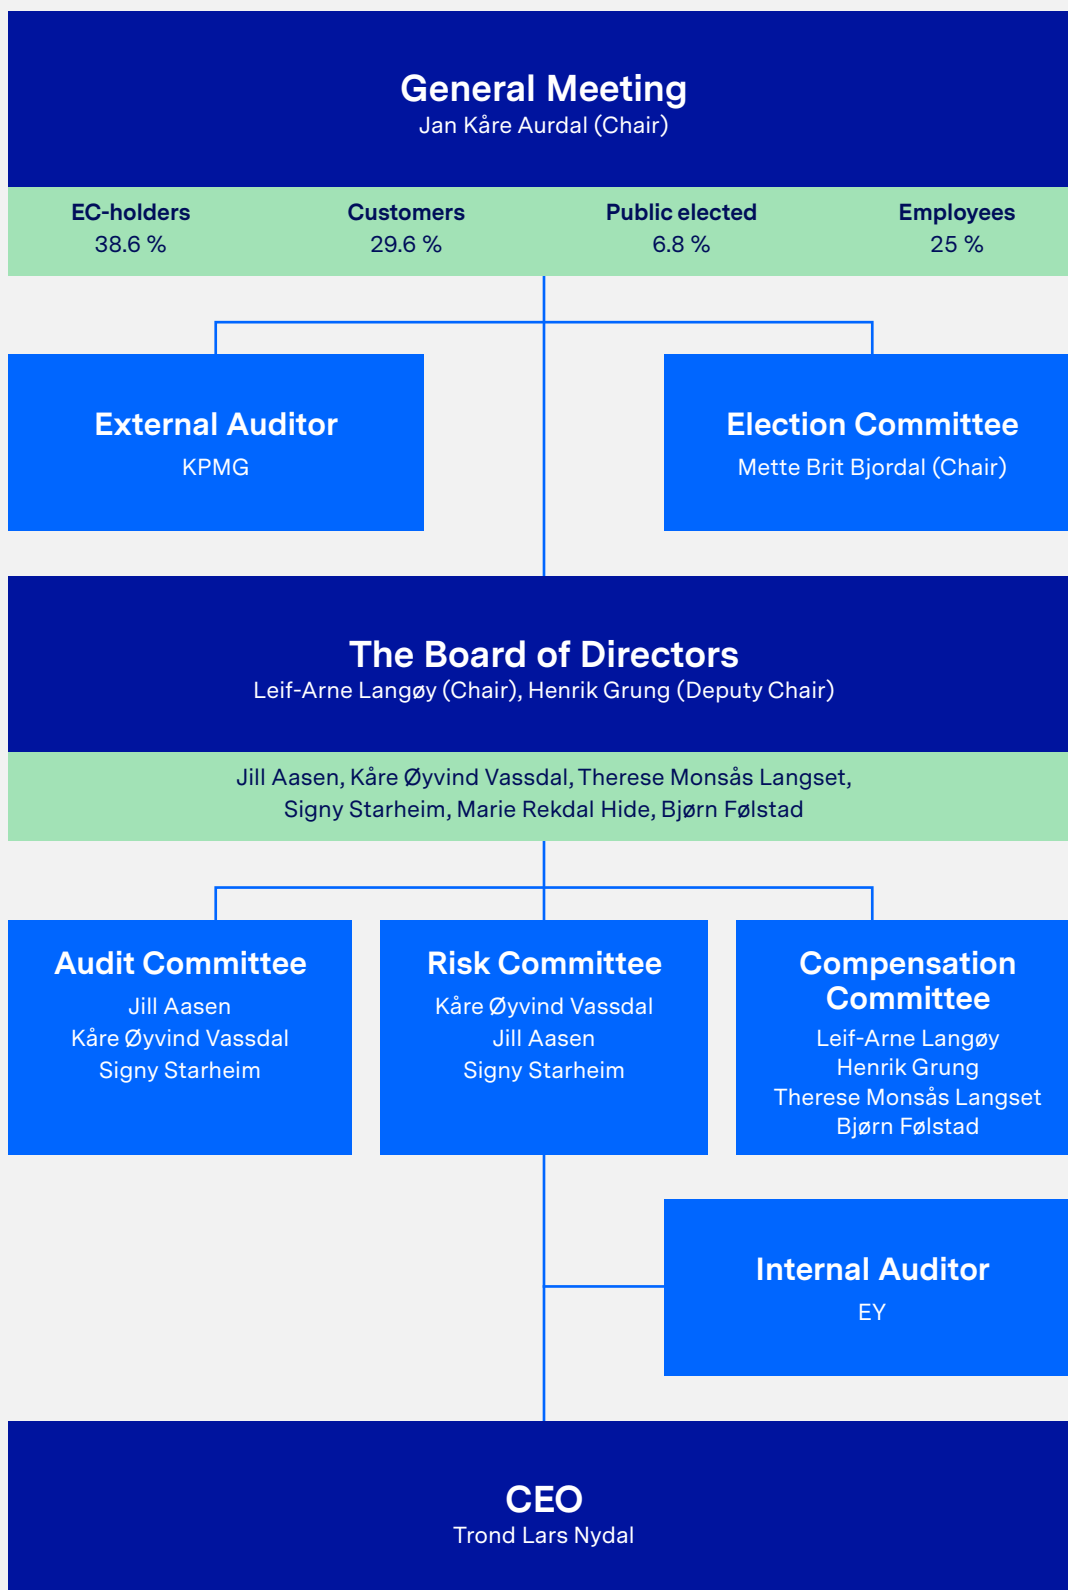 General Meeting
Jan Kåre Aurdal (Chair)
EC-holders Customers Public elected Employees
38.6 % 29.6 % 6.8 % 25 %
External Auditor
KPMG
Election Committee
Mette Brit Bjordal (Chair)
The Board of Directors
Leif-Arne Langøy (Chair), Henrik Grung (Deputy Chair)
Jill Aasen, Kåre Øyvind Vassdal, Therese Monsås Langset,
Signy Starheim, Marie Rekdal Hide, Bjørn Følstad
Audit Committee
Jill Aasen
Kåre Øyvind Vassdal
Signy Starheim
Risk Committee
Kåre Øyvind Vassdal
Jill Aasen
Signy Starheim
Compensation
Committee
Leif-Arne Langøy
Henrik Grung
Therese Monsås Langset
Bjørn Følstad
Internal Auditor
EY
CEO
Trond Lars Nydal